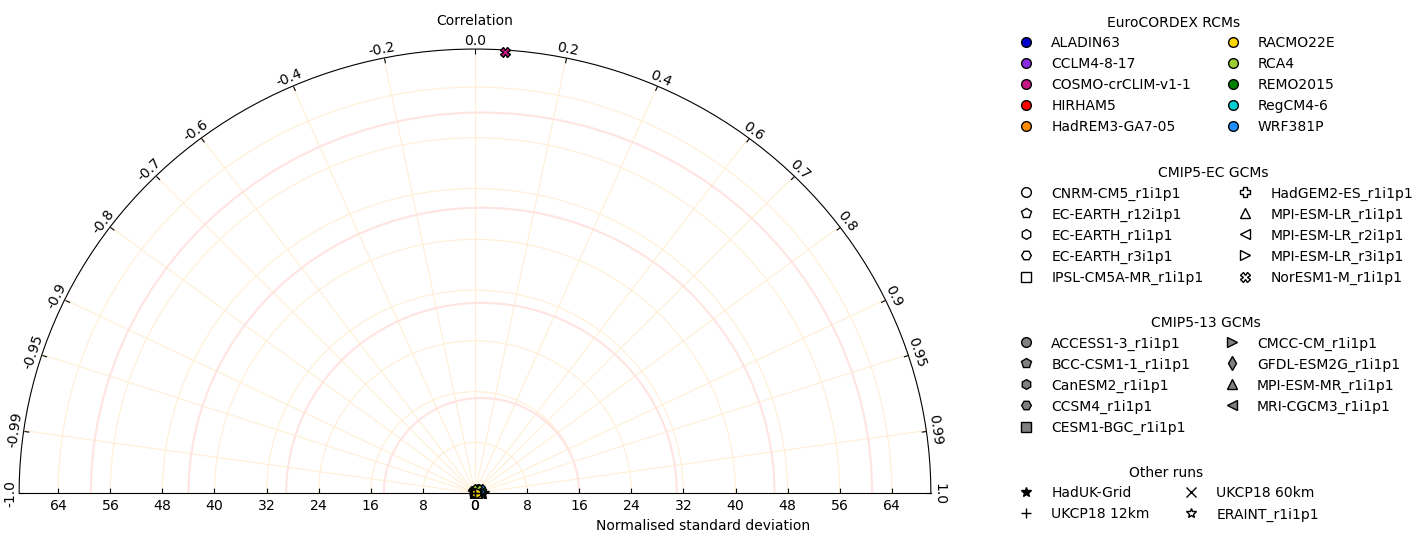 Correlation
-1.0
-0.99
-0.95
-0.9
-0.8
-0.7
-0.6
-0.4
-0.2
0.0
0.2
0.4
0.6
0.7
0.8
0.9
0.95
0.99
1.0
64 56 48 40 32 24 16 8 0 8 16 24 32 40 48 56 64
Normalised standard deviation
EuroCORDEX RCMs
ALADIN63 RACMO22E
CCLM4-8-17 RCA4
COSMO-crCLIM-v1-1 REMO2015
HIRHAM5 RegCM4-6
HadREM3-GA7-05 WRF381P
CMIP5-EC GCMs
CNRM-CM5_r1i1p1 HadGEM2-ES_r1i1p1
EC-EARTH_r12i1p1 MPI-ESM-LR_r1i1p1
EC-EARTH_r1i1p1 MPI-ESM-LR_r2i1p1
EC-EARTH_r3i1p1 MPI-ESM-LR_r3i1p1
IPSL-CM5A-MR_r1i1p1 NorESM1-M_r1i1p1
CMIP5-13 GCMs
ACCESS1-3_r1i1p1 CMCC-CM_r1i1p1
BCC-CSM1-1_r1i1p1 GFDL-ESM2G_r1i1p1
CanESM2_r1i1p1 MPI-ESM-MR_r1i1p1
CCSM4_r1i1p1 MRI-CGCM3_r1i1p1
CESM1-BGC_r1i1p1
Other runs
HadUK-Grid UKCP18 60km
UKCP18 12km ERAINT_r1i1p1